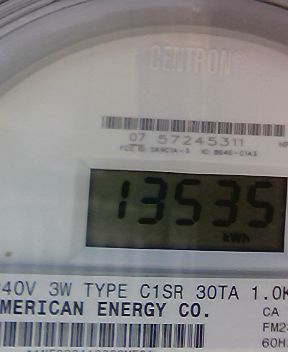 CENTRON®
07 57245311
13535
kWh
40V 3W TYPE C1SR 30TA 1.0K
MERICAN ENERGY CO.
CA
FM2
60H